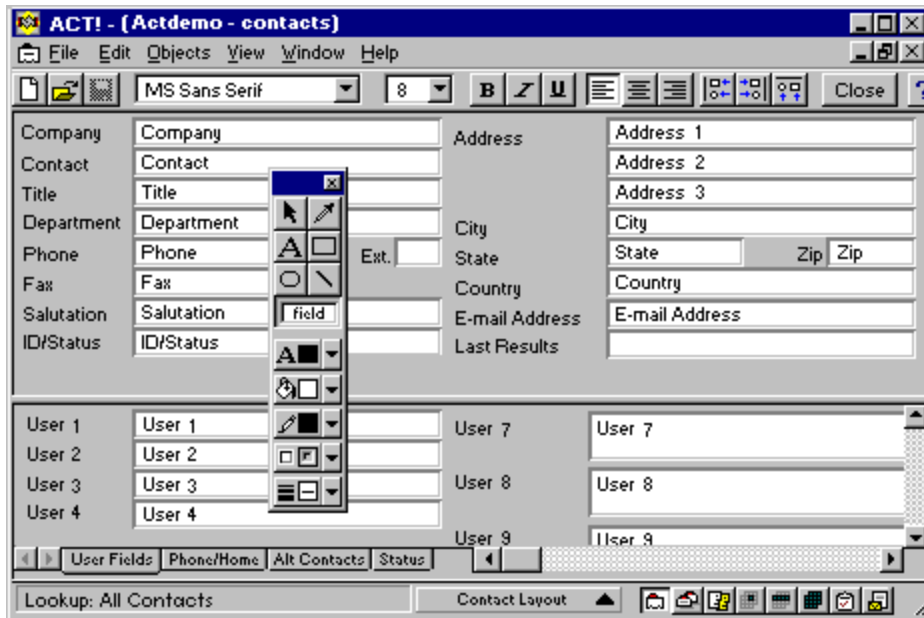 ACT! - (Actdemo - contacts)
File Edit Objects View Window Help
MS Sans Serif 8 B I U Close ?
Company Company Address Address 1
Contact Contact Address 2
Title Title Address 3
Department Department City City
Phone Phone Ext. State State Zip Zip
Fax Fax Country Country
Salutation Salutation field E-mail Address E-mail Address
ID/Status ID/Status Last Results
A
A
User 1 User 1 User 7 User 7
User 2 User 2
User 3 User 3 User 8 User 8
User 4 User 4
User 9 User 9
User Fields Phone/Home Alt Contacts Status
Lookup: All Contacts Contact Layout